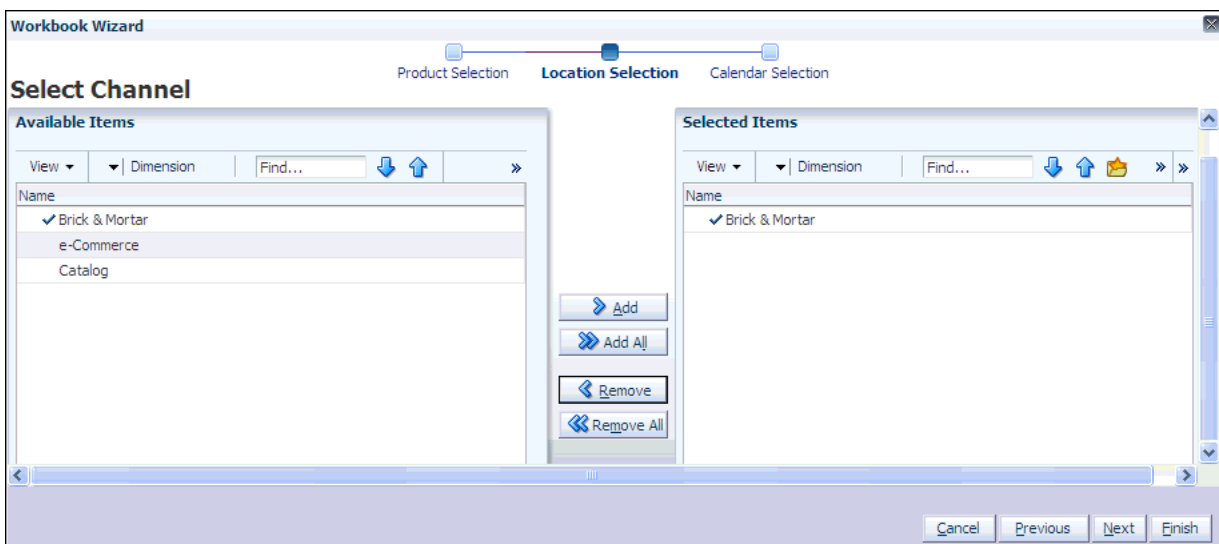 Workbook Wizard
Product Selection Location Selection Calendar Selection
Select Channel
Available Items
View Dimension Find...
Name
Brick & Mortar
e-Commerce
Catalog
Add
Add All
Remove
Remove All
Selected Items
View Dimension Find...
Name
Brick & Mortar
Cancel Previous Next Finish